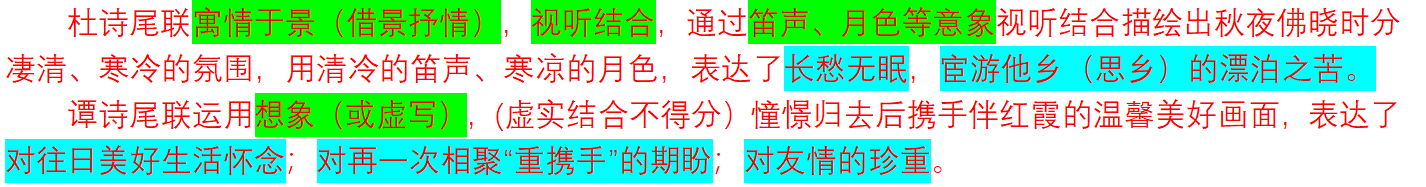 杜诗尾联寓情于景（借景抒情），视听结合，通过笛声、月色等意象视听结合描绘出秋夜佛晓时分
凄清、寒冷的氛围，用清冷的笛声、寒凉的月色，表达了长愁无眠，宦游他乡（思乡）的漂泊之苦。
谭诗尾联运用想象（或虚写），(虚实结合不得分）憧憬归去后携手伴红霞的温馨美好画面，表达了
对往日美好生活怀念；对再一次相聚“重携手”的期盼；对友情的珍重。